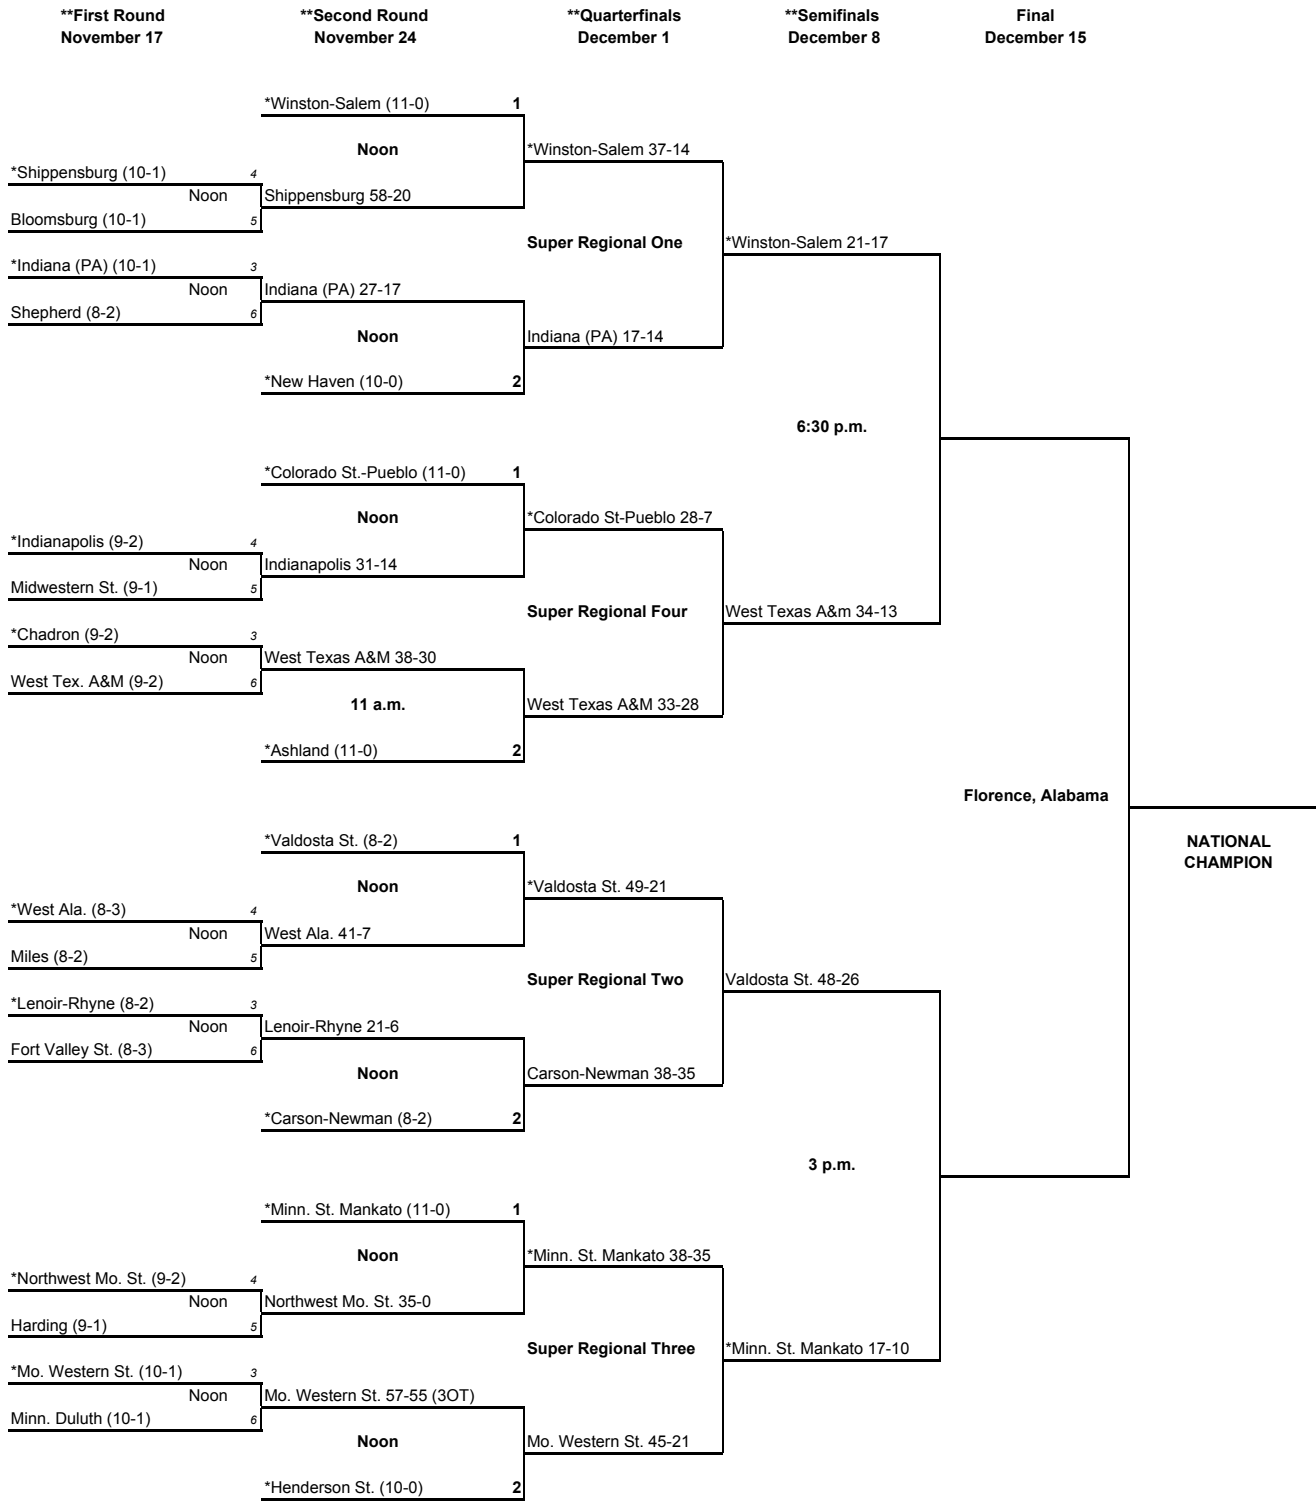 **First Round
November 17
**Second Round
November 24
**Quarterfinals
December 1
**Semifinals
December 8
Final
December 15
*Winston-Salem (11-0) 1
Noon
*Winston-Salem 37-14
*Shippensburg (10-1) 4
Noon
Shippensburg 58-20
Bloomsburg (10-1) 5
Super Regional One
*Winston-Salem 21-17
*Indiana (PA) (10-1) 3
Noon
Indiana (PA) 27-17
Shepherd (8-2) 6
Noon
Indiana (PA) 17-14
*New Haven (10-0) 2
6:30 p.m.
*Colorado St.-Pueblo (11-0) 1
Noon
*Colorado St-Pueblo 28-7
*Indianapolis (9-2) 4
Noon
Indianapolis 31-14
Midwestern St. (9-1) 5
Super Regional Four
West Texas A&m 34-13
*Chadron (9-2) 3
Noon
West Texas A&M 38-30
West Tex. A&M (9-2) 6
11 a.m.
West Texas A&M 33-28
*Ashland (11-0) 2
Florence, Alabama
NATIONAL
CHAMPION
*Valdosta St. (8-2) 1
Noon
*Valdosta St. 49-21
*West Ala. (8-3) 4
Noon
West Ala. 41-7
Miles (8-2) 5
Super Regional Two
Valdosta St. 48-26
*Lenoir-Rhyne (8-2) 3
Noon
Lenoir-Rhyne 21-6
Fort Valley St. (8-3) 6
Noon
Carson-Newman 38-35
*Carson-Newman (8-2) 2
3 p.m.
*Minn. St. Mankato (11-0) 1
Noon
*Minn. St. Mankato 38-35
*Northwest Mo. St. (9-2) 4
Noon
Northwest Mo. St. 35-0
Harding (9-1) 5
Super Regional Three
*Minn. St. Mankato 17-10
*Mo. Western St. (10-1) 3
Noon
Mo. Western St. 57-55 (3OT)
Minn. Duluth (10-1) 6
Noon
Mo. Western St. 45-21
*Henderson St. (10-0) 2